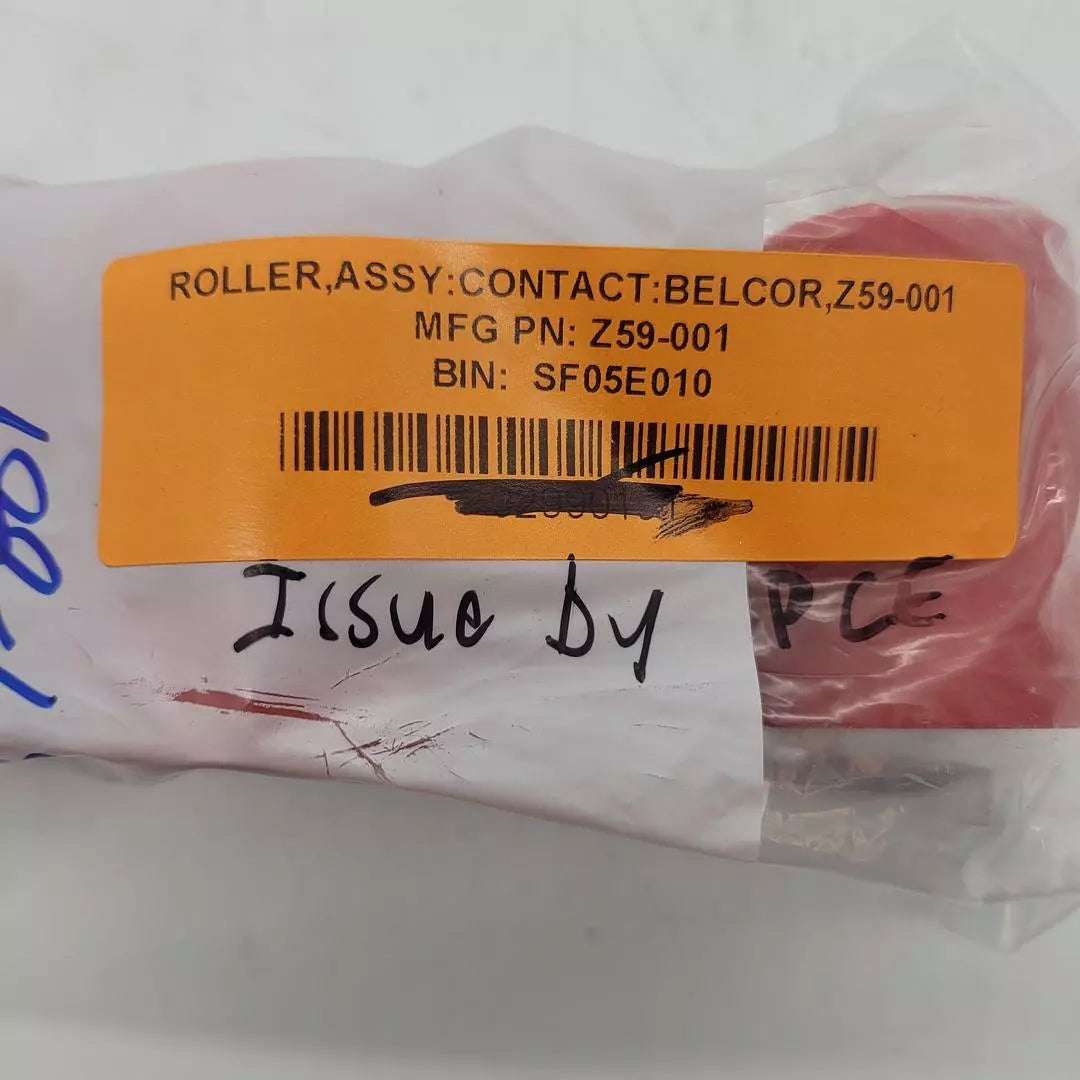 ROLLER,ASSY:CONTACT:BELCOR,Z59-001
MFG PN: Z59-001
BIN: SF05E010
Issue by PCE